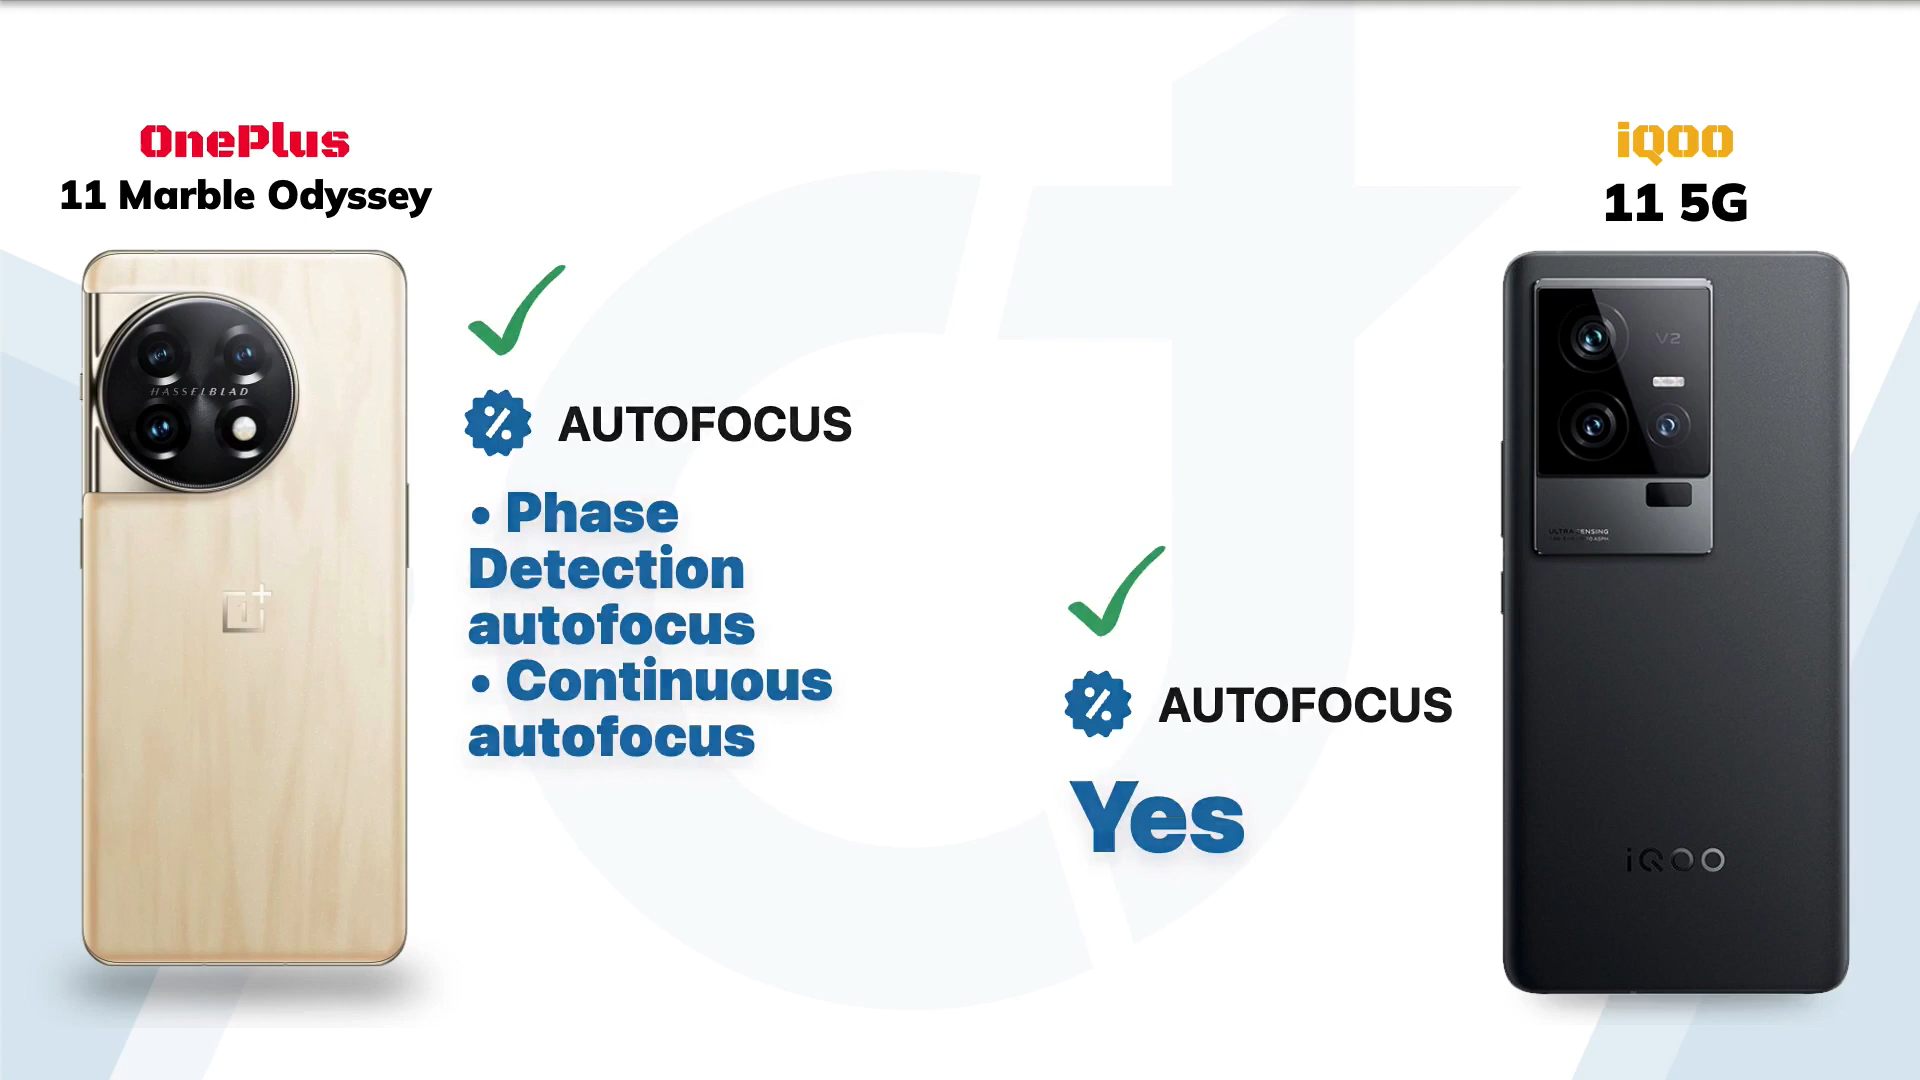 OnePlus
11 Marble Odyssey
HASSELBLAD
AUTOFOCUS
• Phase
Detection
autofocus
• Continuous
autofocus
iQOO
11 5G
V2
AUTOFOCUS
Yes
iQOO